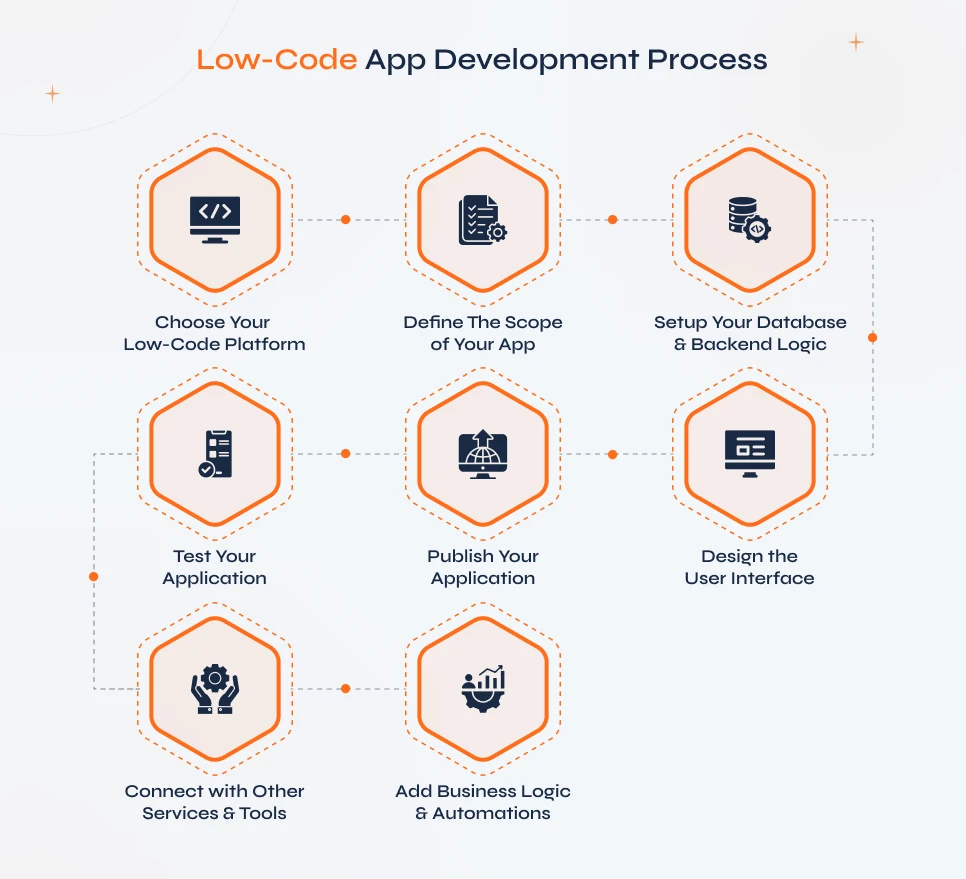 Low-Code App Development Process
Choose Your
Low-Code Platform
Define The Scope
of Your App
Setup Your Database
& Backend Logic
Test Your
Application
Publish Your
Application
Design the
User Interface
Connect with Other
Services & Tools
Add Business Logic
& Automations